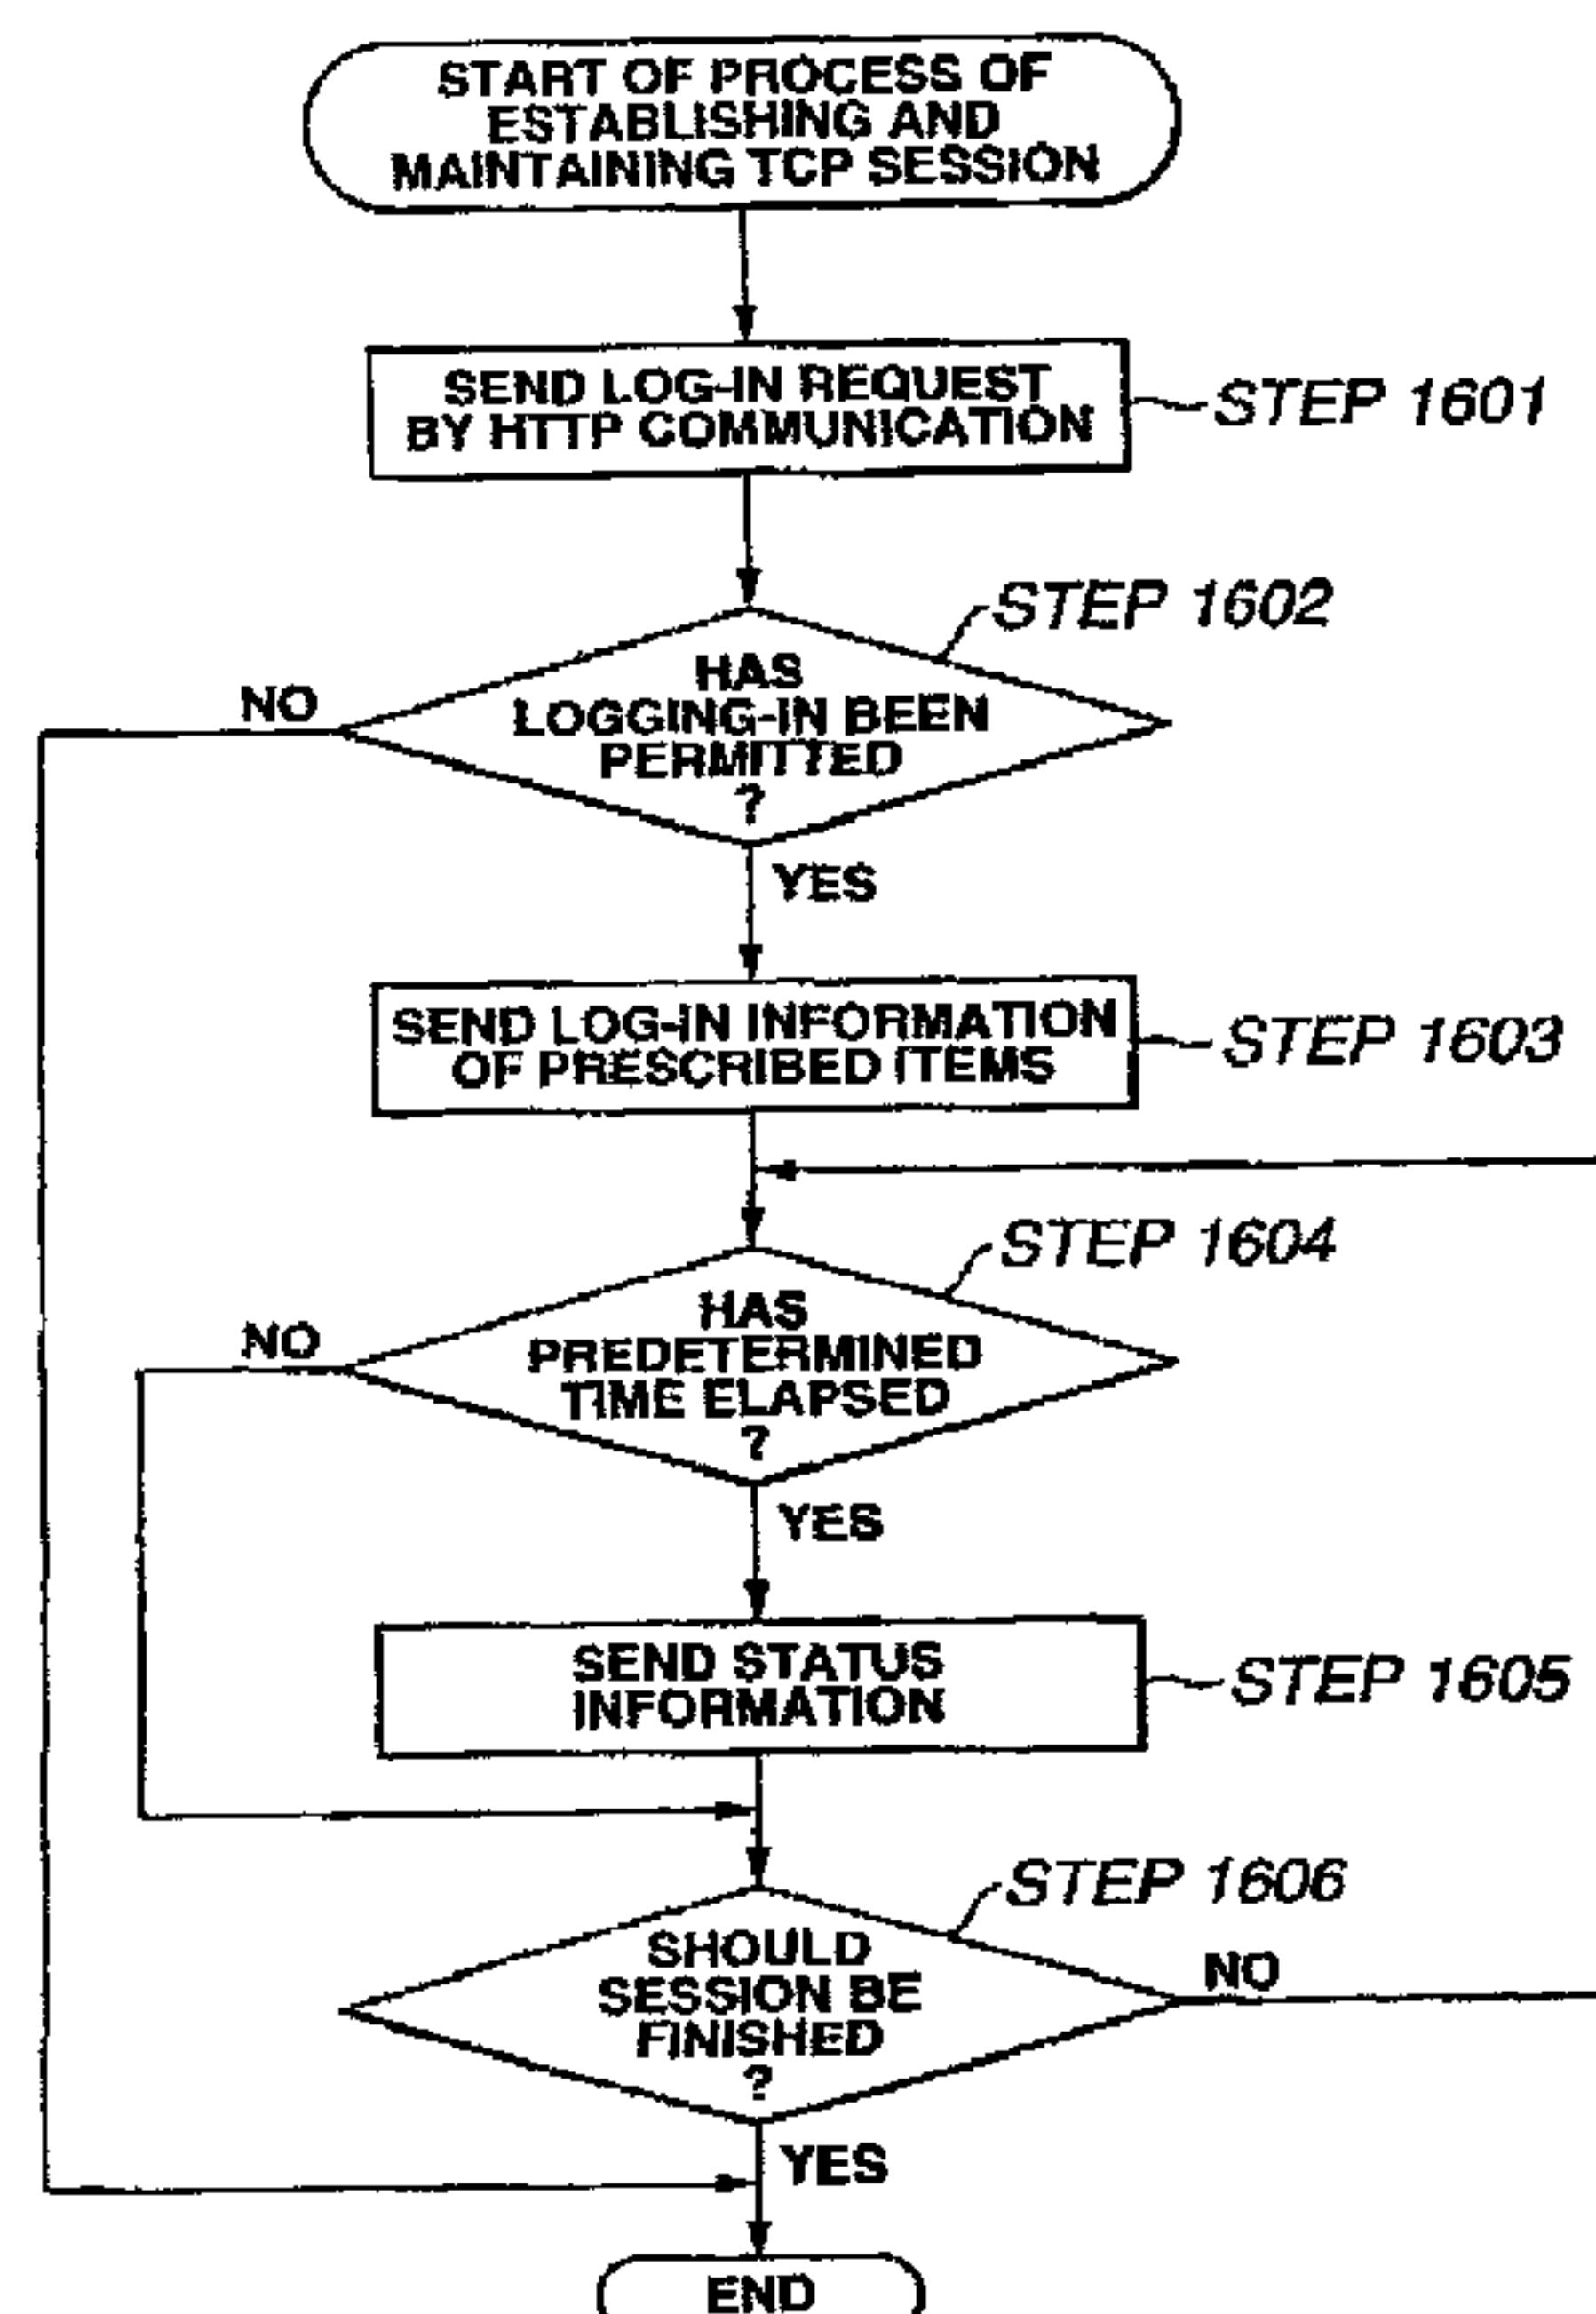 START OF PROCESS OF
ESTABLISHING AND
MAINTAINING TCP SESSION
SEND LOG-IN REQUEST
BY HTTP COMMUNICATION
STEP 1601
STEP 1602
HAS
LOGGING-IN BEEN
PERMITTED
?
NO
YES
SEND LOG-IN INFORMATION
OF PRESCRIBED ITEMS
STEP 1603
STEP 1604
HAS
PREDETERMINED
TIME ELAPSED
?
NO
YES
SEND STATUS
INFORMATION
STEP 1605
STEP 1606
SHOULD
SESSION BE
FINISHED
?
NO
YES
END